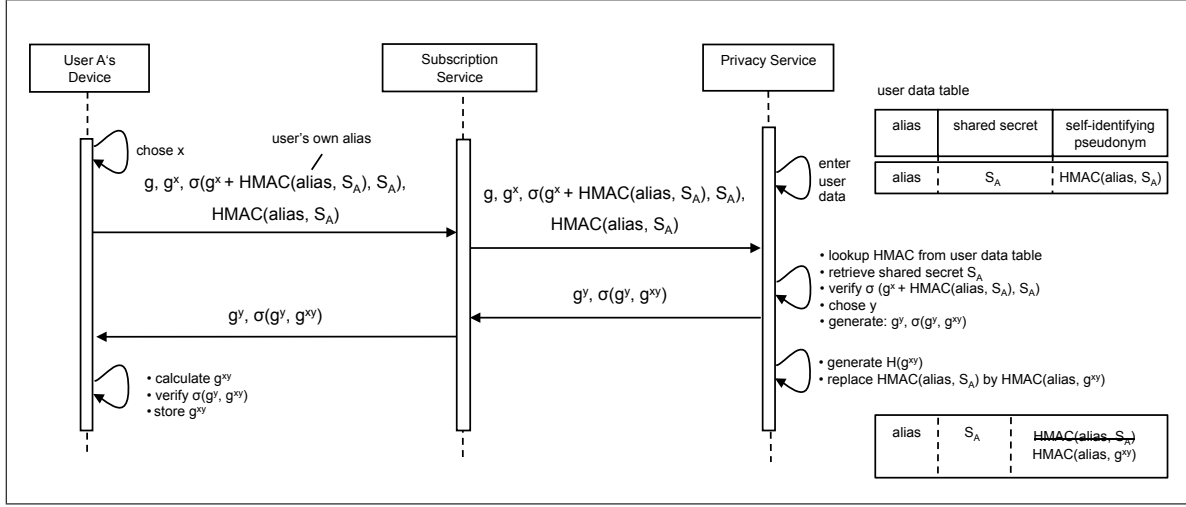 User A's
Device
Subscription
Service
Privacy Service
user data table
alias shared secret self-identifying
pseudonym
alias S_A HMAC(alias, S_A)
chose x
user's own alias
g, g^x, σ(g^x + HMAC(alias, S_A), S_A),
HMAC(alias, S_A)
g, g^x, σ(g^x + HMAC(alias, S_A), S_A),
HMAC(alias, S_A)
enter
user
data
• lookup HMAC from user data table
• retrieve shared secret S_A
• verify σ (g^x + HMAC(alias, S_A), S_A)
• chose y
• generate: g^y, σ(g^y, g^xy)
g^y, σ(g^y, g^xy)
g^y, σ(g^y, g^xy)
• calculate g^xy
• verify σ(g^y, g^xy)
• store g^xy
• generate H(g^xy)
• replace HMAC(alias, S_A) by HMAC(alias, g^xy)
alias S_A HMAC(alias, S_A)
HMAC(alias, g^xy)